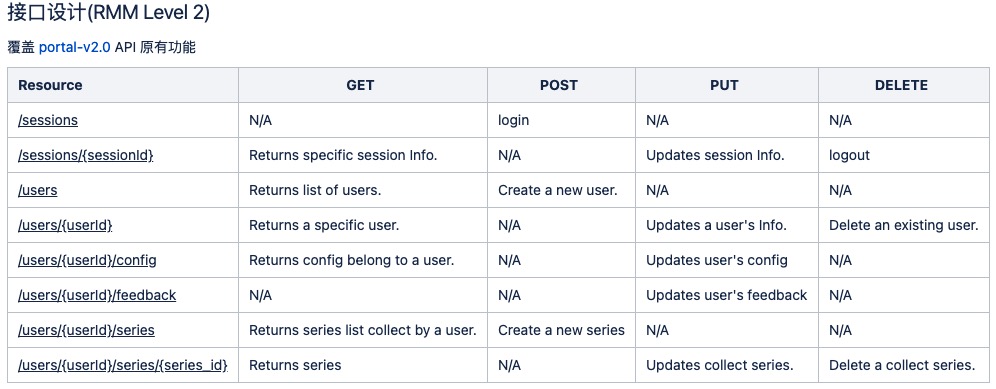 接口设计(RMM Level 2)
覆盖 portal-v2.0 API 原有功能
Resource GET POST PUT DELETE
/sessions N/A login N/A N/A
/sessions/{sessionId} Returns specific session Info. N/A Updates session Info. logout
/users Returns list of users. Create a new user. N/A N/A
/users/{userId} Returns a specific user. N/A Updates a user's Info. Delete an existing user.
/users/{userId}/config Returns config belong to a user. N/A Updates user's config N/A
/users/{userId}/feedback N/A N/A Updates user's feedback N/A
/users/{userId}/series Returns series list collect by a user. Create a new series N/A N/A
/users/{userId}/series/{series_id} Returns series N/A Updates collect series. Delete a collect series.